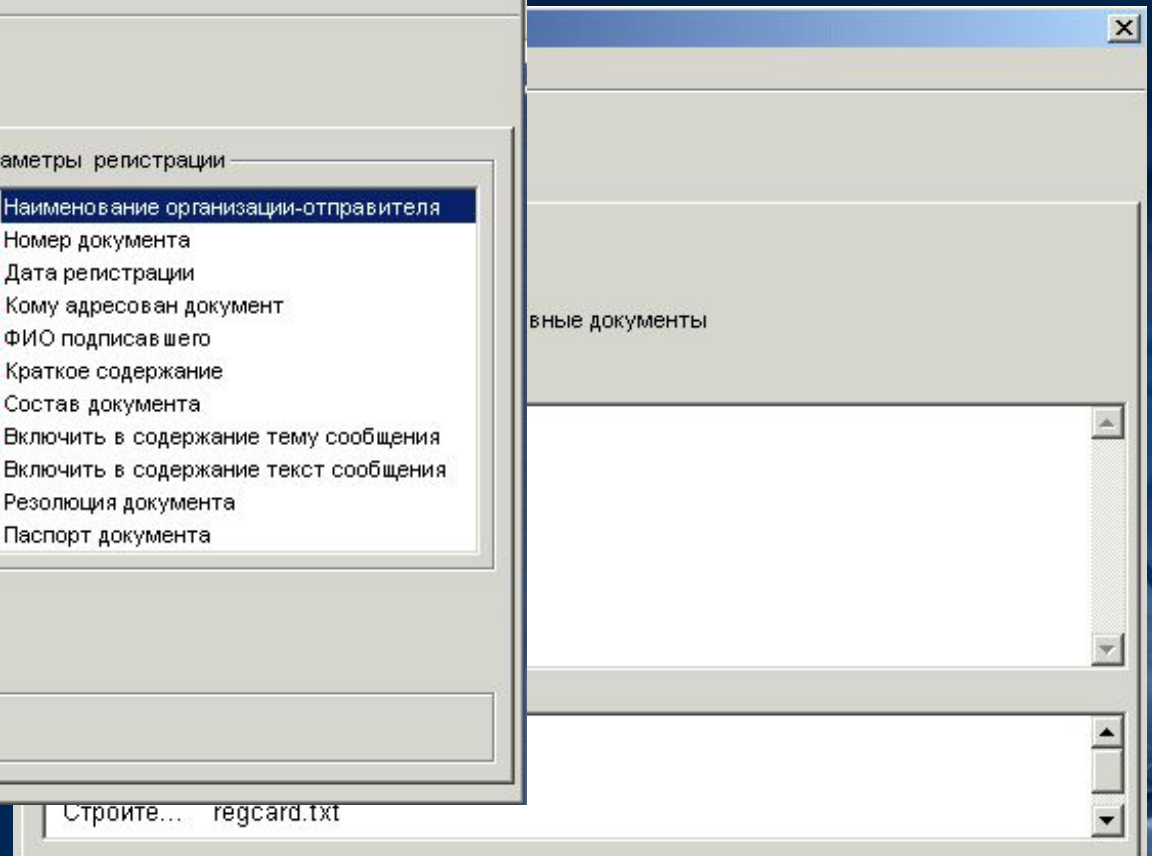 аметры регистрации
Наименование организации-отправителя
Номер документа
Дата регистрации
Кому адресован документ
ФИО подписавшего
Краткое содержание
Состав документа
Включить в содержание тему сообщения
Включить в содержание текст сообщения
Резолюция документа
Паспорт документа
вные документы
Строите... regcard.txt